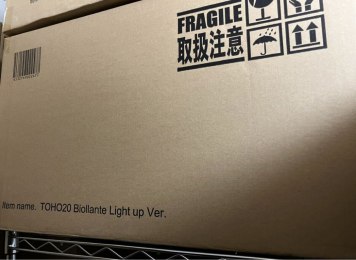 FRAGILE
取扱注意
Item name. TOHO20 Biollante Light up Ver.